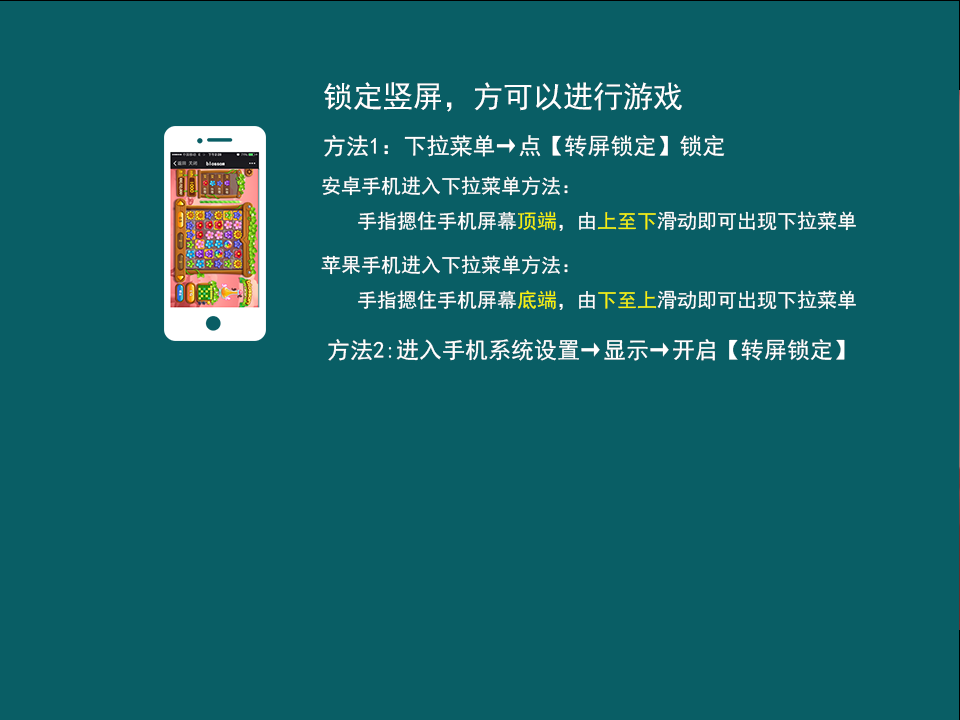 锁定竖屏，方可以进行游戏
方法1：下拉菜单→点【转屏锁定】锁定
安卓手机进入下拉菜单方法：
手指摁住手机屏幕顶端，由上至下滑动即可出现下拉菜单
苹果手机进入下拉菜单方法：
手指摁住手机屏幕底端，由下至上滑动即可出现下拉菜单
方法2:进入手机系统设置→显示→开启【转屏锁定】
返回 关闭 blossom